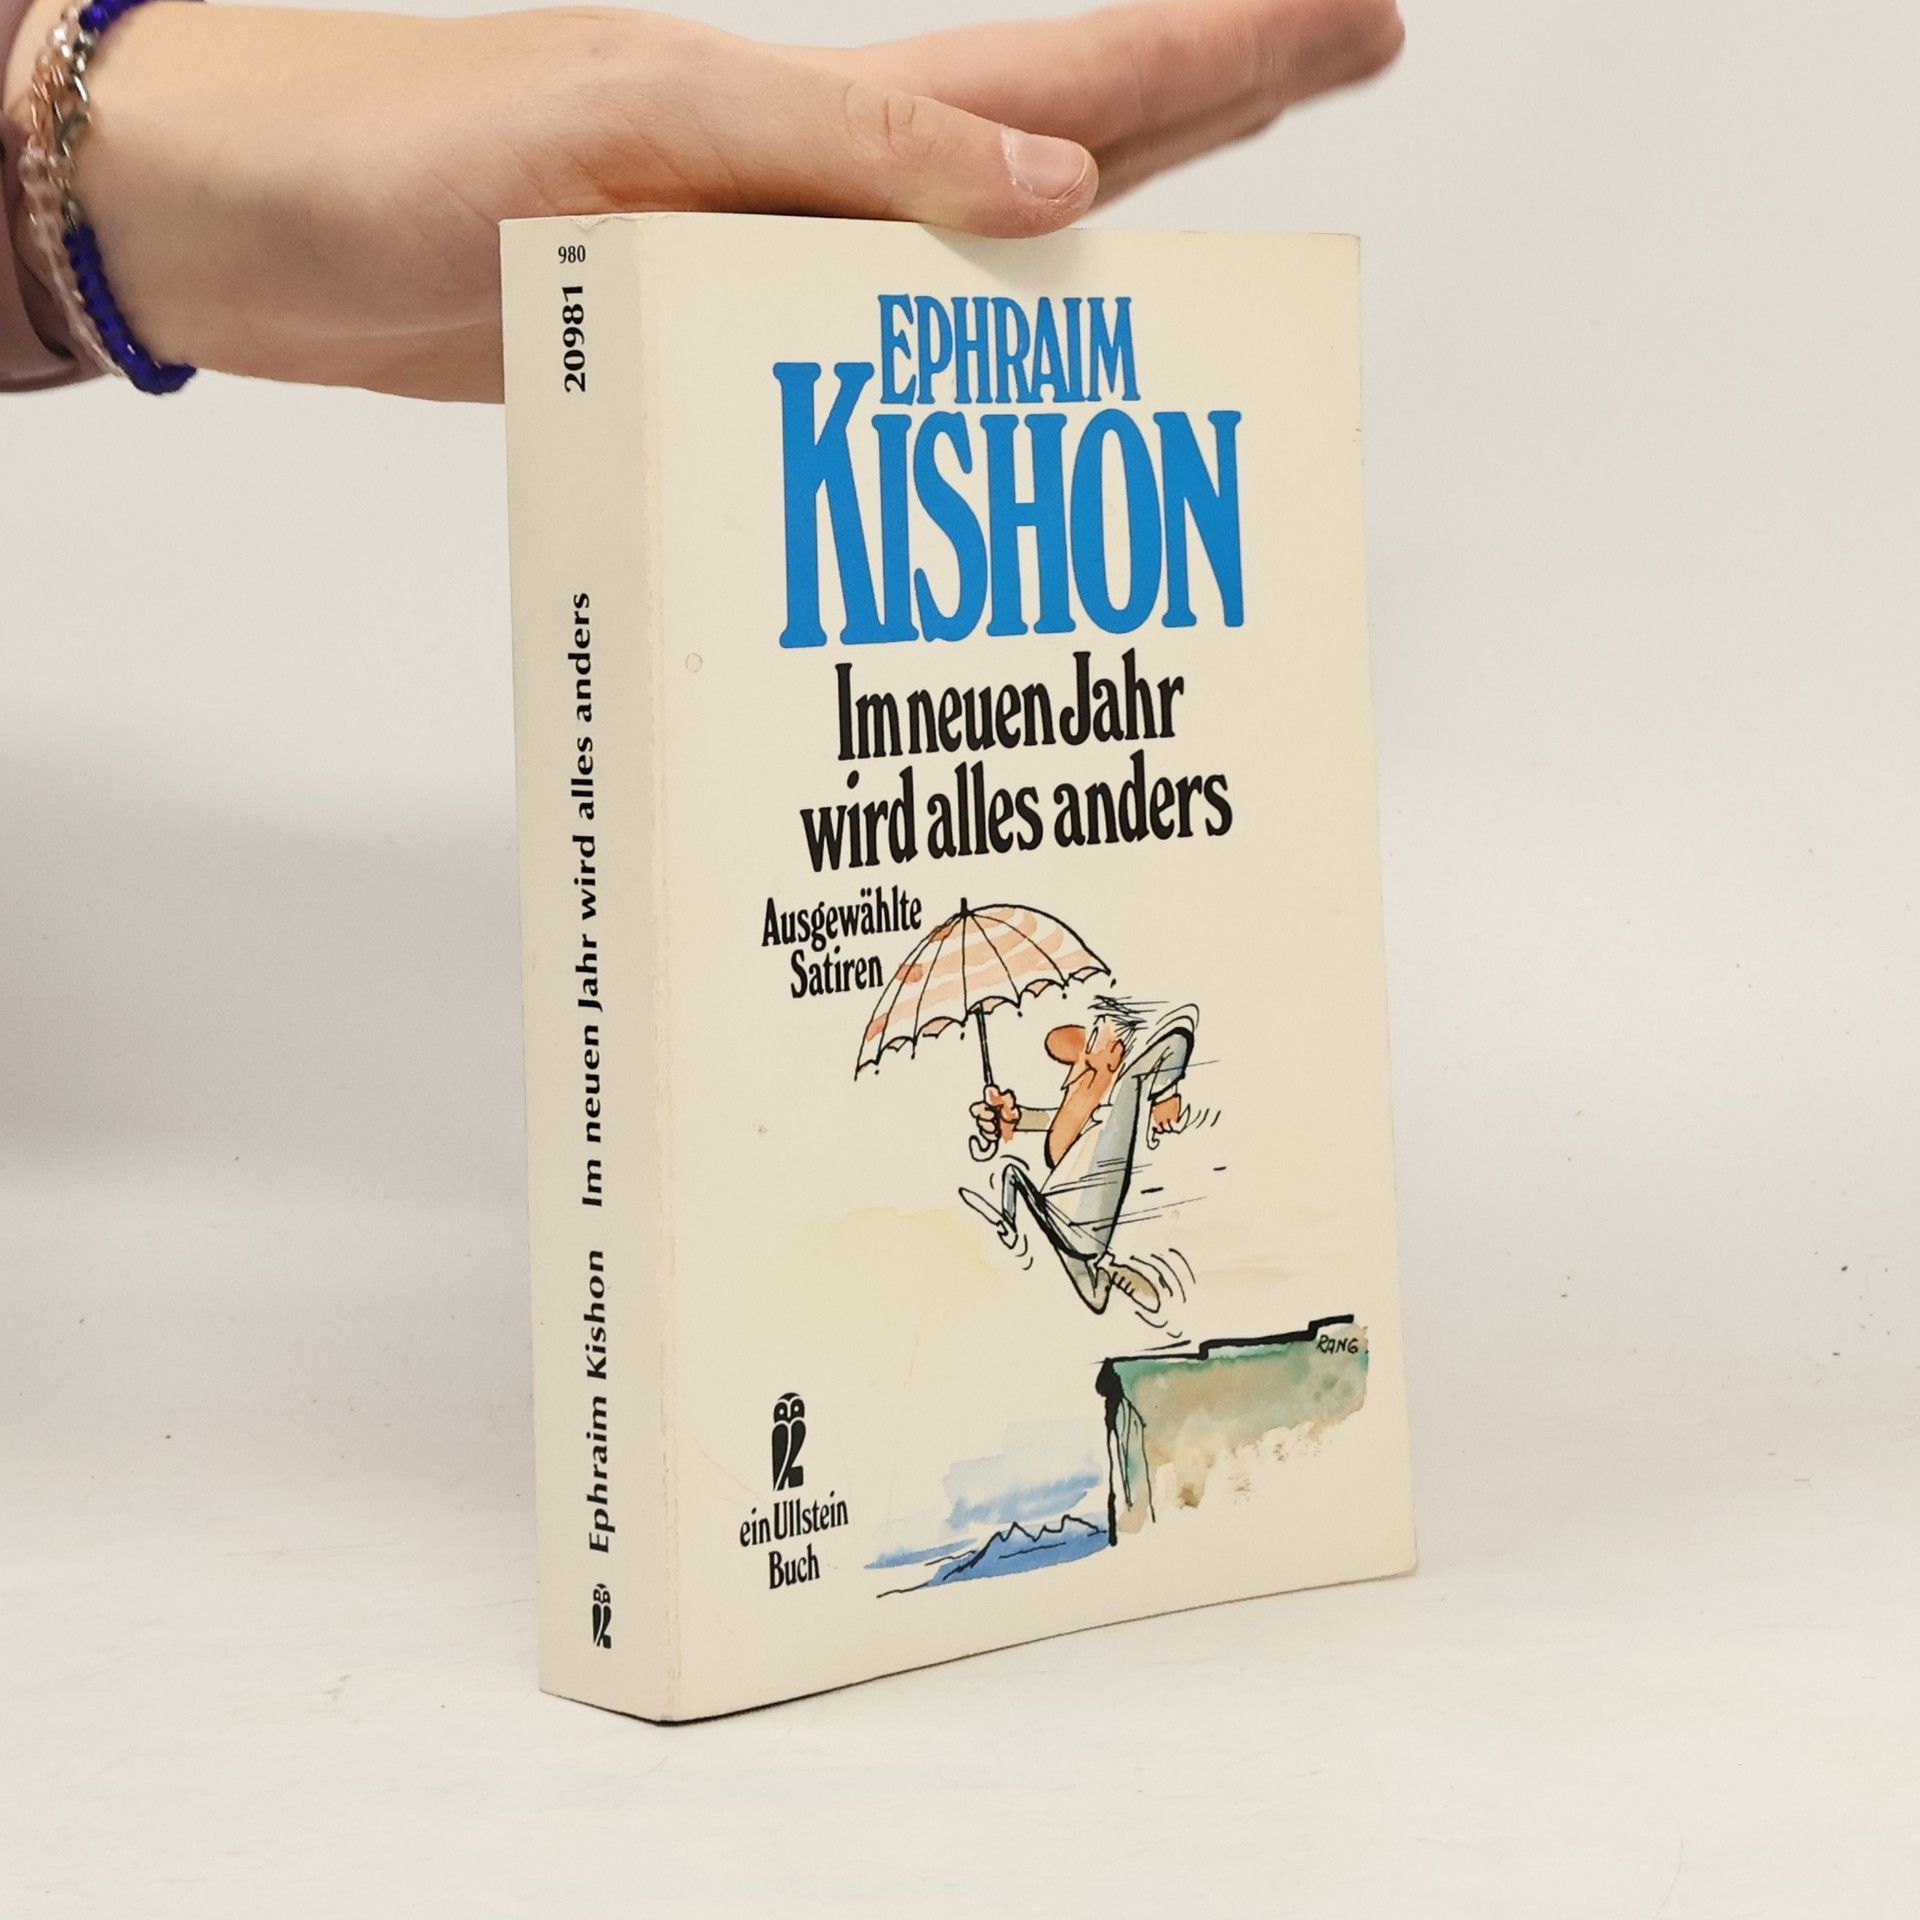 980
20981
Ephraim Kishon Im neuen Jahr wird alles anders
EPHRAIM
KISHON
Im neuen Jahr
wird alles anders
Ausgewählte
Satiren
RANG
ein Ullstein
Buch